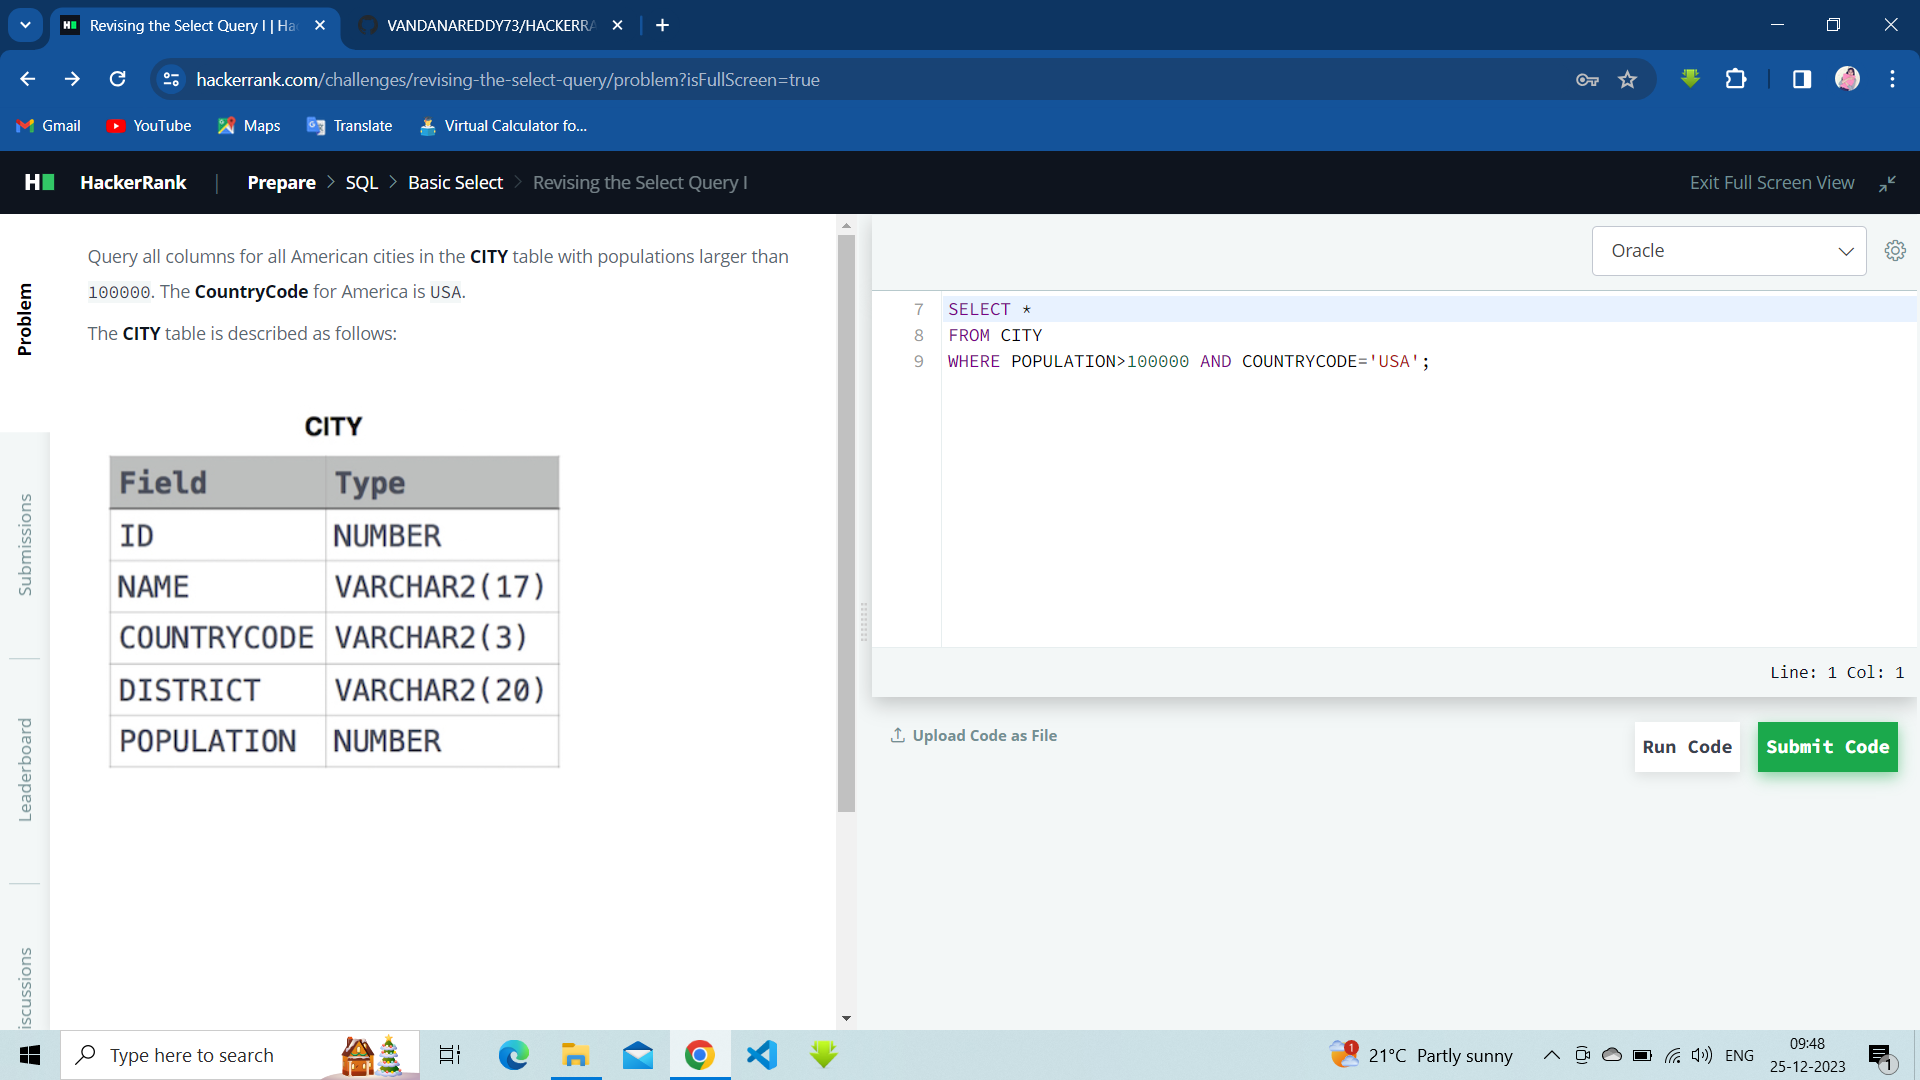 Revising the Select Query I | Ha
VANDANAREDDY73/HACKERRA
hackerrank.com/challenges/revising-the-select-query/problem?isFullScreen=true
Gmail YouTube Maps Translate Virtual Calculator fo...
HackerRank | Prepare > SQL > Basic Select > Revising the Select Query I
Exit Full Screen View
Problem
Submissions
Leaderboard
iscussions
Query all columns for all American cities in the CITY table with populations larger than
100000. The CountryCode for America is USA.
The CITY table is described as follows:
CITY
Field Type
ID NUMBER
NAME VARCHAR2(17)
COUNTRYCODE VARCHAR2(3)
DISTRICT VARCHAR2(20)
POPULATION NUMBER
Oracle
7 SELECT *
8 FROM CITY
9 WHERE POPULATION>100000 AND COUNTRYCODE='USA';
Line: 1 Col: 1
Upload Code as File
Run Code
Submit Code
Type here to search
1
21°C Partly sunny
ENG
09:48
25-12-2023
1